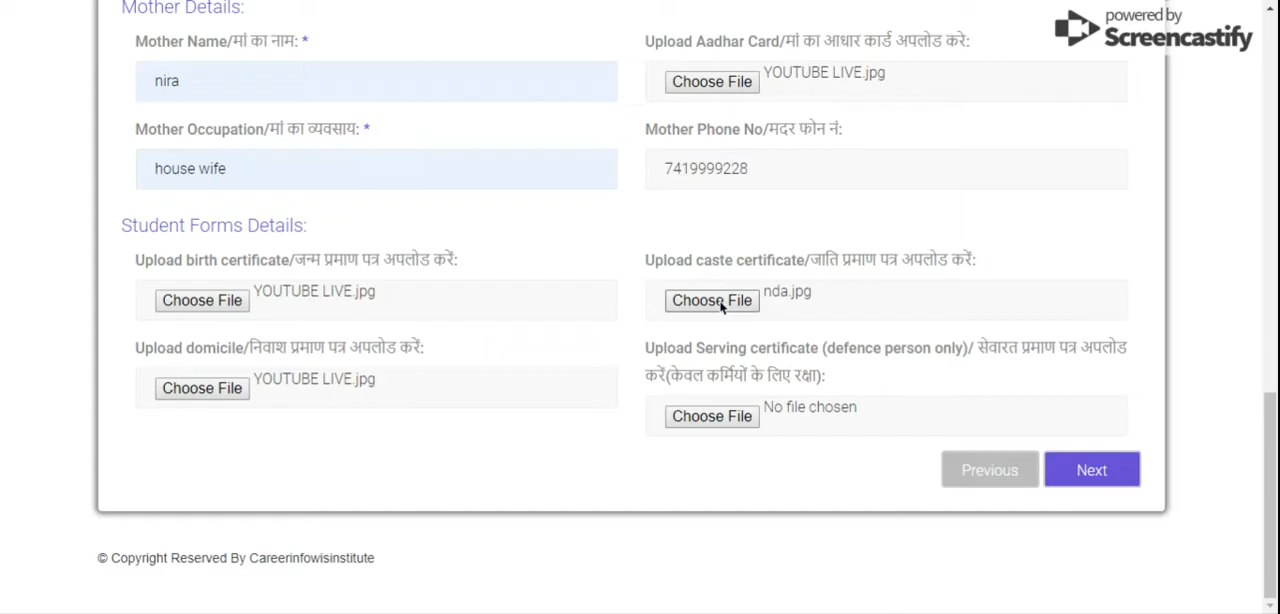 Mother Details:
powered by
Screencastify
Mother Name/मां का नाम: *
Upload Aadhar Card/मां का आधार कार्ड अपलोड करे:
nira
Choose File YOUTUBE LIVE.jpg
Mother Occupation/मां का व्यवसाय: *
Mother Phone No/मदर फोन नं:
house wife
7419999228
Student Forms Details:
Upload birth certificate/जन्म प्रमाण पत्र अपलोड करें:
Upload caste certificate/जाति प्रमाण पत्र अपलोड करें:
Choose File YOUTUBE LIVE.jpg
Choose File nda.jpg
Upload domicile/निवाश प्रमाण पत्र अपलोड करें:
Upload Serving certificate (defence person only)/ सेवारत प्रमाण पत्र अपलोड
करें(केवल कर्मियों के लिए रक्षा):
Choose File YOUTUBE LIVE.jpg
Choose File No file chosen
Previous
Next
© Copyright Reserved By Careerinfowisinstitute